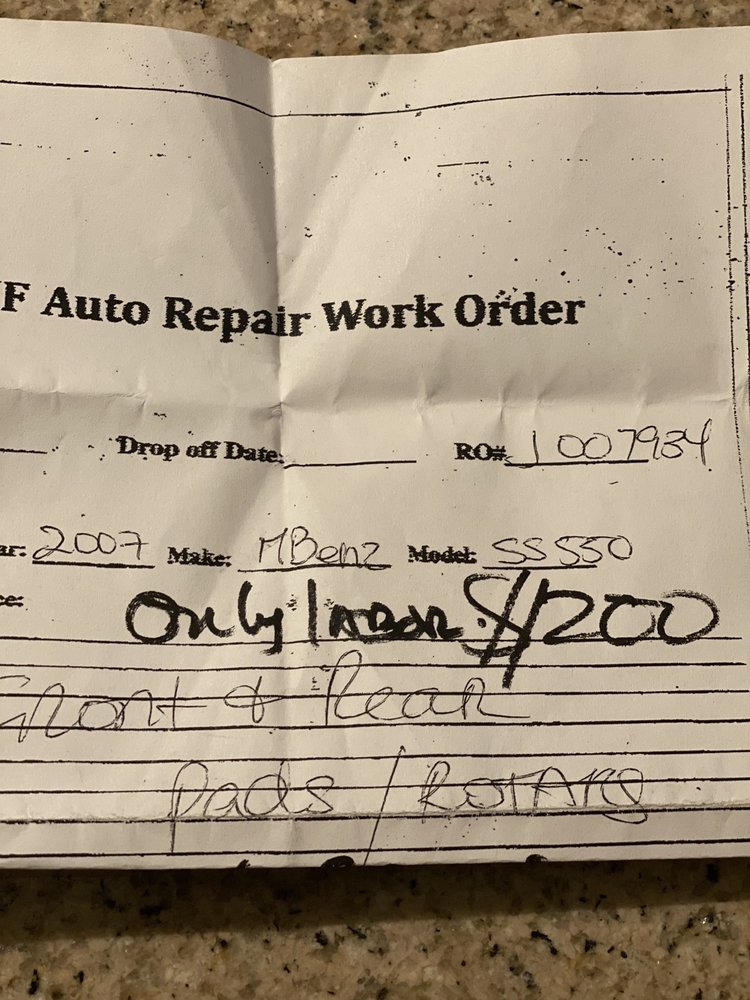 F Auto Repair Work Order
Drop off Date: RO# 1007934
ar: 2007 Make: MBenz Model: SS550
ce:
Only labor. $1200
Front & Rear
pads / Rotars